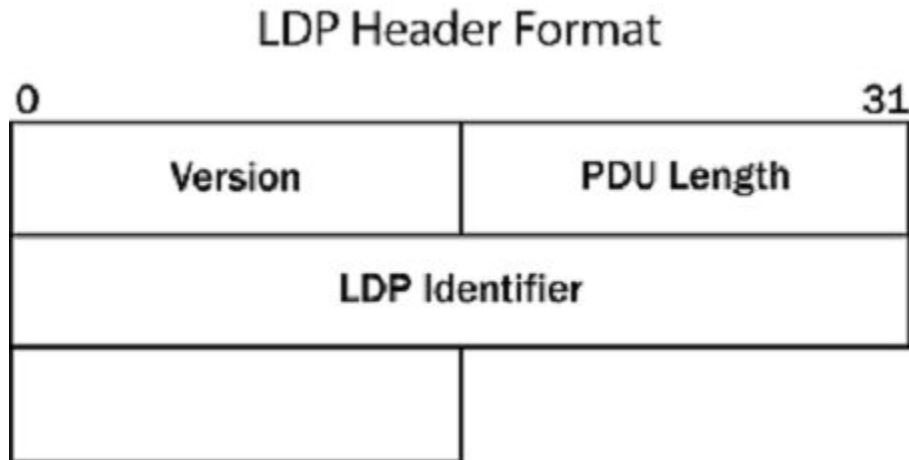 LDP Header Format
0 31
Version PDU Length
LDP Identifier